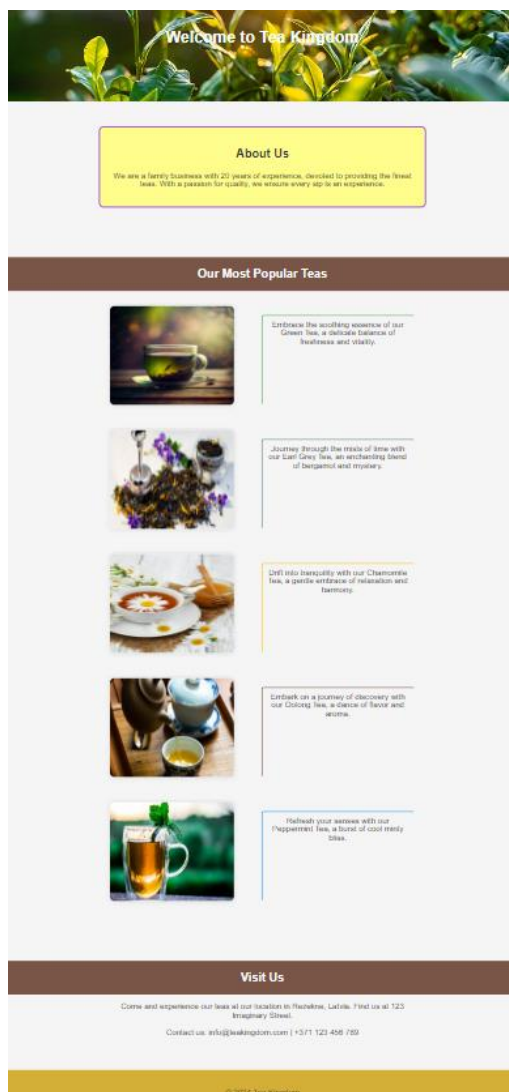 Welcome to Tea Kingdom
About Us
We are a family business with 20 years of experience, devoted to providing the finest
teas. With a passion for quality, we ensure every sip is an experience.
Our Most Popular Teas
Embrace the soothing essence of our
Green Tea, a delicate balance of
freshness and vitality.
Journey through the mists of time with
our Earl Grey Tea, an enchanting blend
of bergamot and mystery.
Drift into tranquility with our Chamomile
Tea, a gentle embrace of relaxation and
harmony.
Embark on a journey of discovery with
our Oolong Tea, a dance of flavor and
aroma.
Refresh your senses with our
Peppermint Tea, a burst of cool minty
bliss.
Visit Us
Come and experience our teas at our location in Rezekne, Latvia. Find us at 123
Imaginary Street.
Contact us: info@teakingdom.com | +371 123 456 789